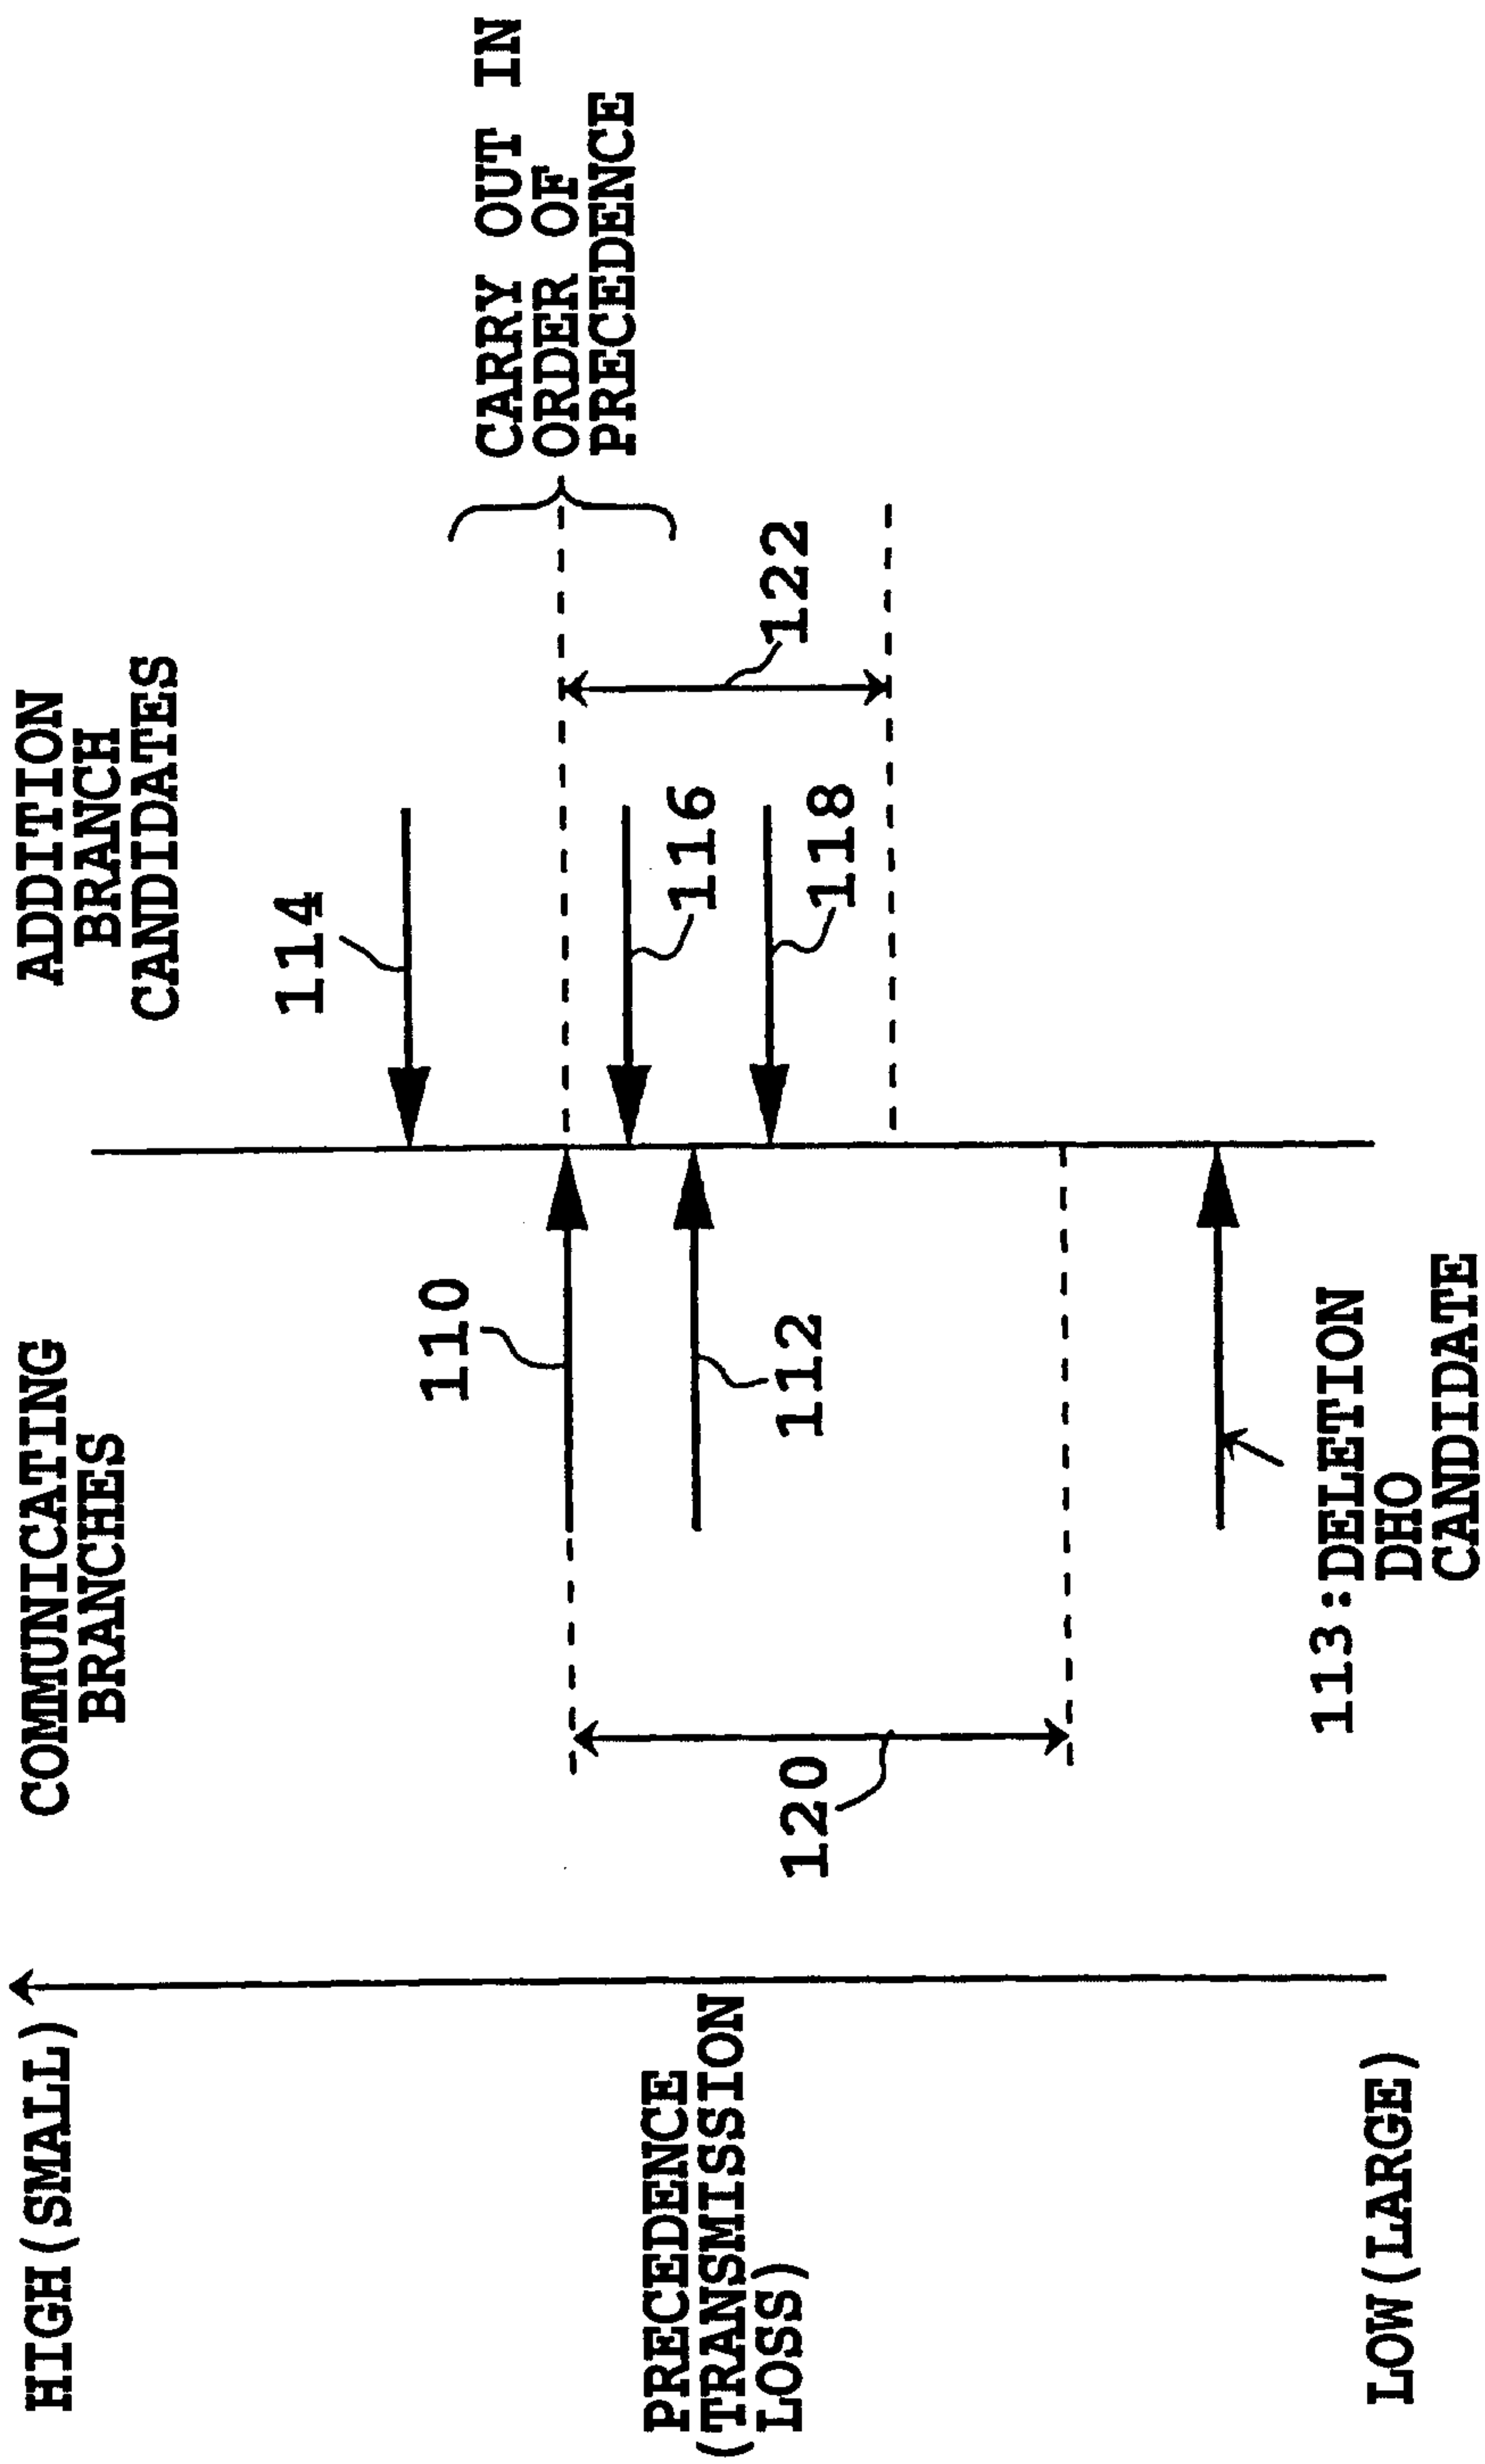 HIGH(SMALL)
PRECEDENCE
(TRANSMISSION
LOSS)
LOW(LARGE)
COMMUNICATING
BRANCHES
110
112
120
113:DELETION
DHO
CANDIDATE
ADDITION
BRANCH
CANDIDATES
114
116
118
122
CARRY OUT IN
ORDER OF
PRECEDENCE